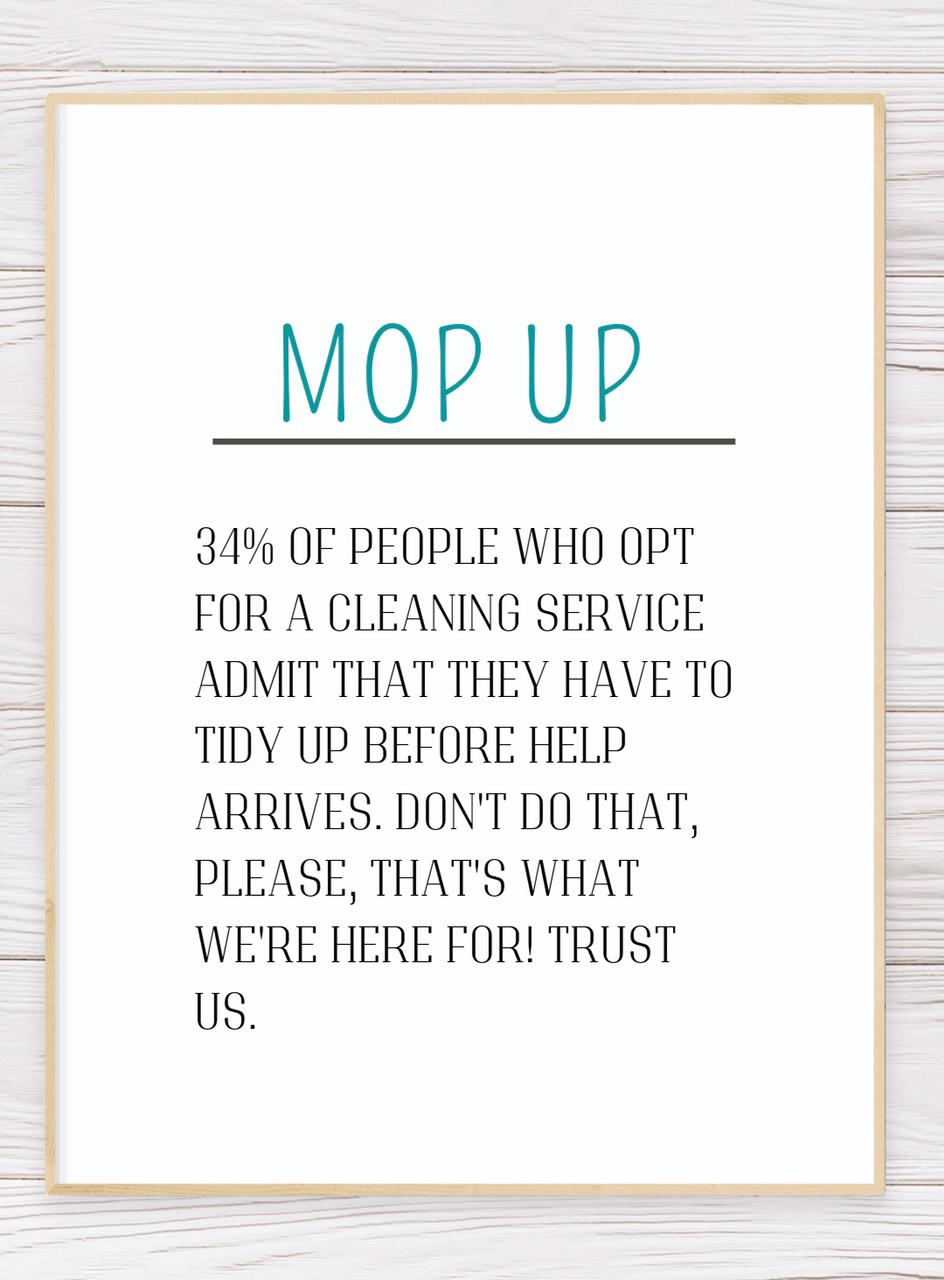 MOP UP
34% OF PEOPLE WHO OPT
FOR A CLEANING SERVICE
ADMIT THAT THEY HAVE TO
TIDY UP BEFORE HELP
ARRIVES. DON'T DO THAT,
PLEASE, THAT'S WHAT
WE'RE HERE FOR! TRUST
US.